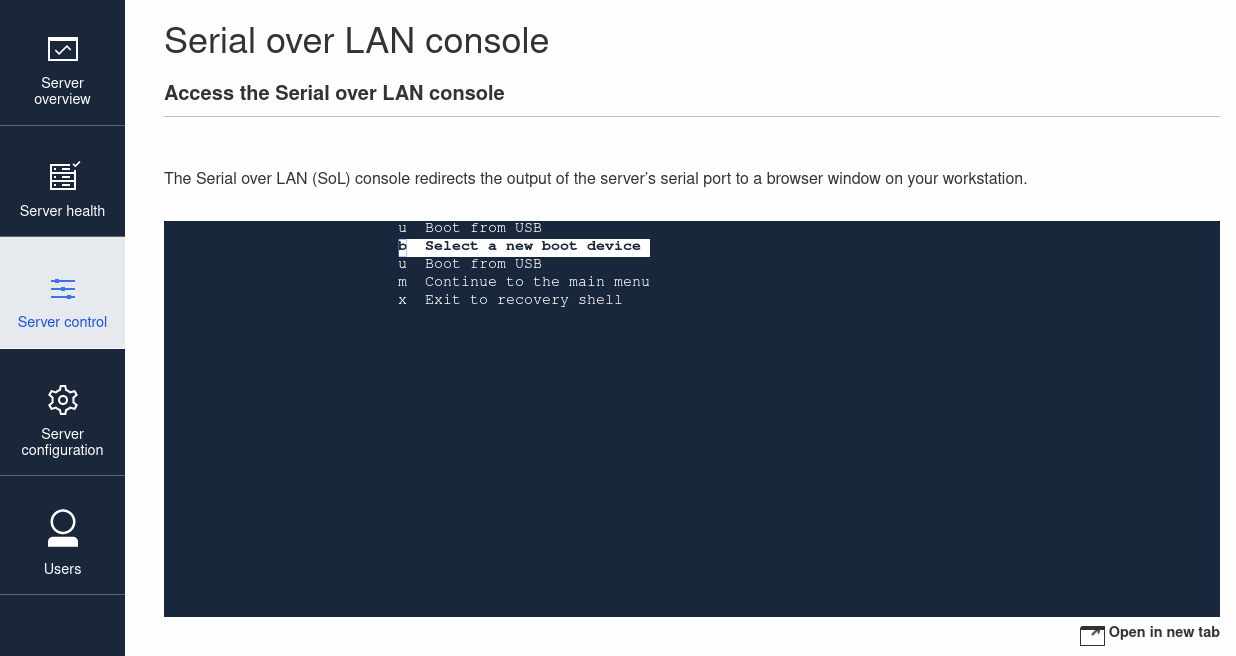 Server
overview
Server health
Server control
Server
configuration
Users
Serial over LAN console
Access the Serial over LAN console
The Serial over LAN (SoL) console redirects the output of the server’s serial port to a browser window on your workstation.
u Boot from USB
b Select a new boot device
u Boot from USB
m Continue to the main menu
x Exit to recovery shell
Open in new tab